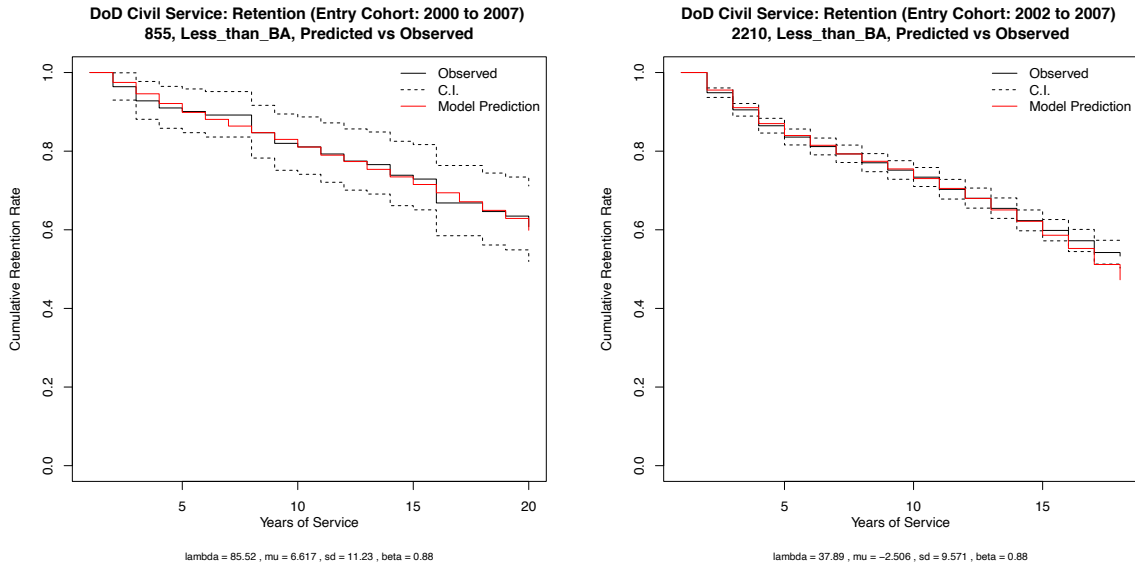 DoD Civil Service: Retention (Entry Cohort: 2000 to 2007)
855, Less_than_BA, Predicted vs Observed
Cumulative Retention Rate
1.0
0.8
0.6
0.4
0.2
0.0
Observed
C.I.
Model Prediction
5
10
15
20
Years of Service
lambda = 85.52 , mu = 6.617 , sd = 11.23 , beta = 0.88
DoD Civil Service: Retention (Entry Cohort: 2002 to 2007)
2210, Less_than_BA, Predicted vs Observed
Cumulative Retention Rate
1.0
0.8
0.6
0.4
0.2
0.0
Observed
C.I.
Model Prediction
5
10
15
Years of Service
lambda = 37.89 , mu = −2.506 , sd = 9.571 , beta = 0.88